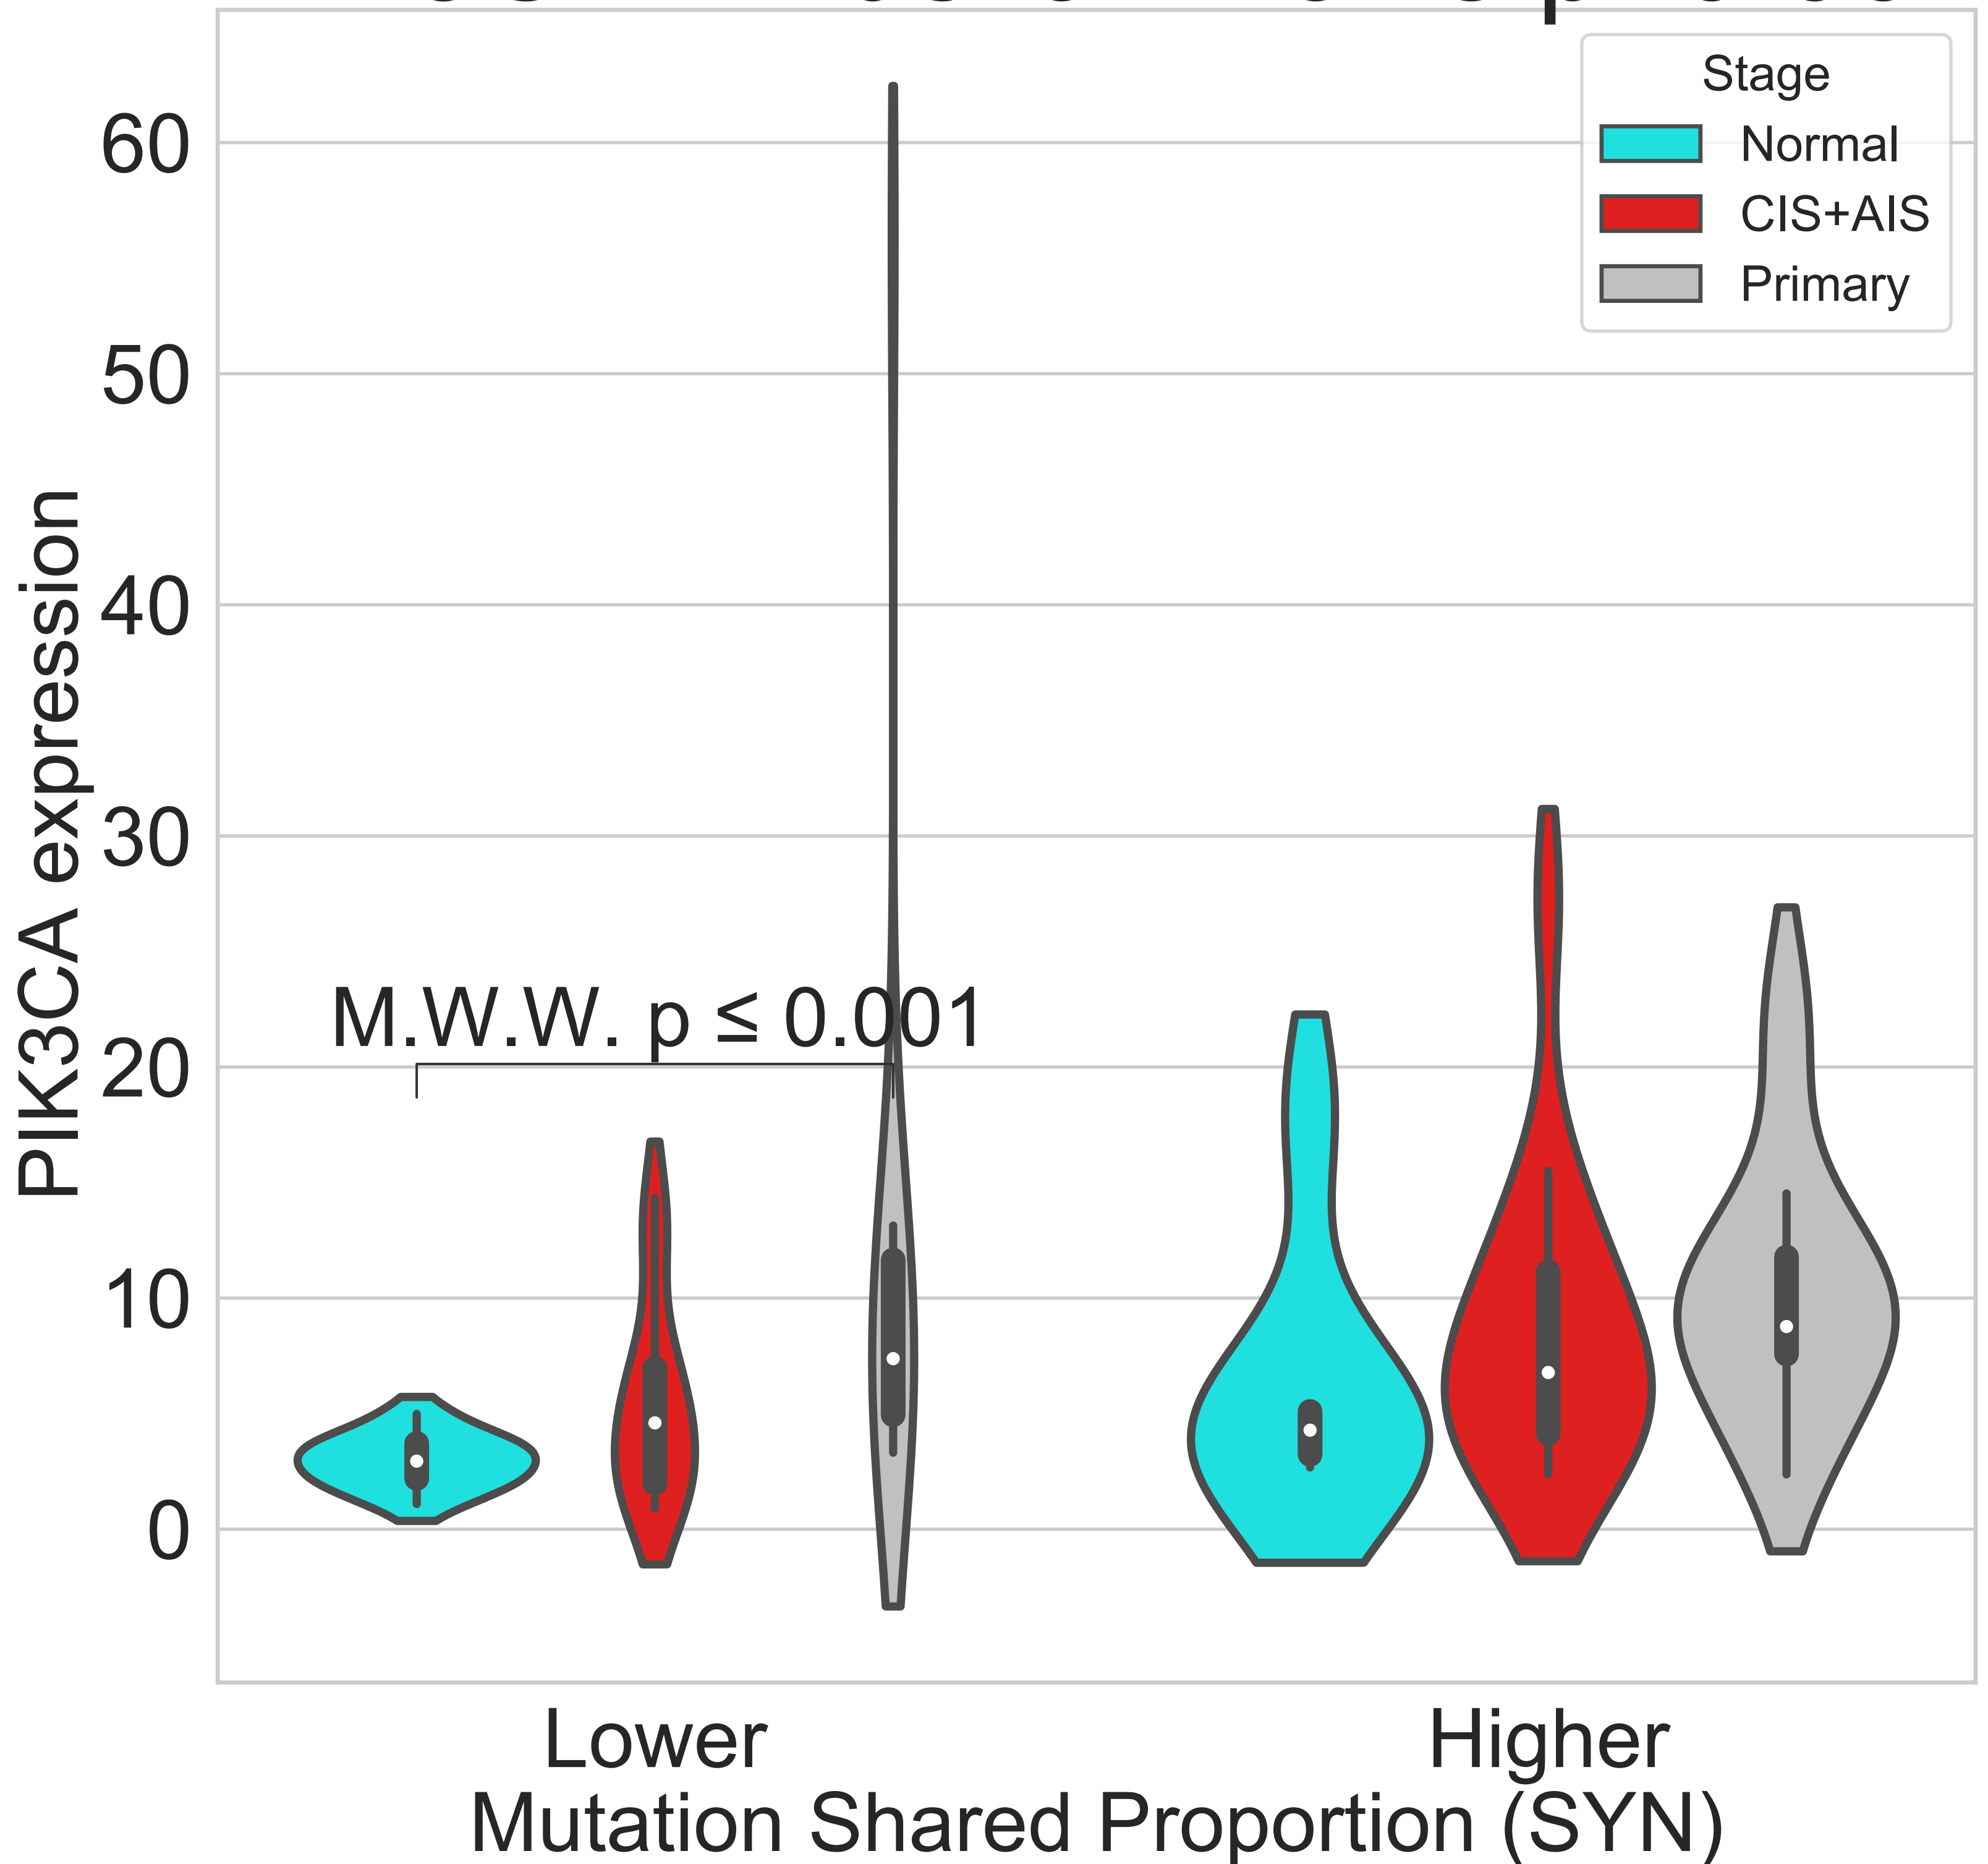 Stage
Normal
CIS+AIS
Primary
60
50
40
30
20
10
0
PIK3CA expression
M.W.W. p ≤ 0.001
Lower
Higher
Mutation Shared Proportion (SYN)